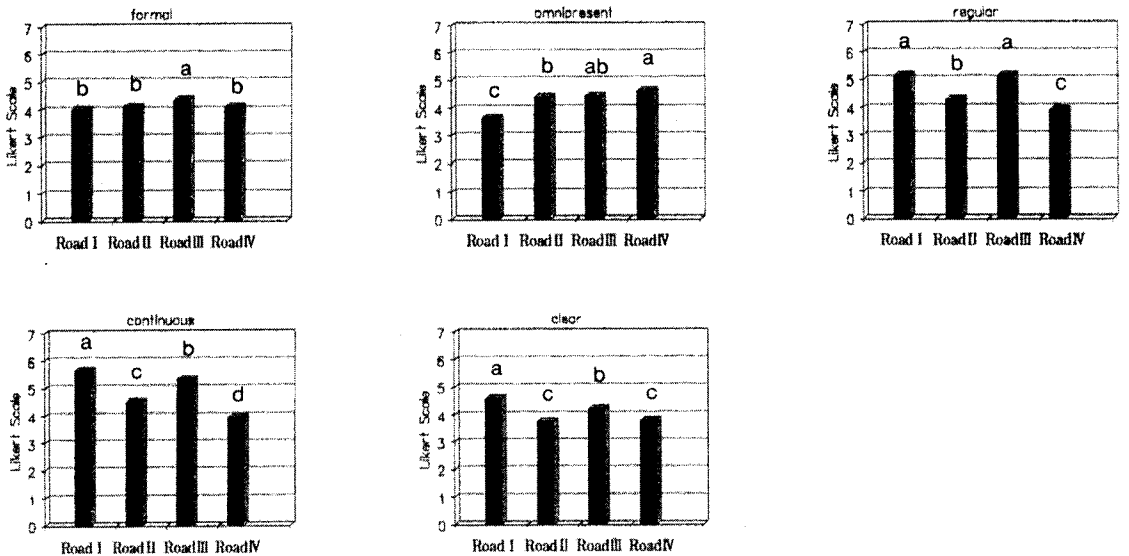 formal
7
6
5
4
3
2
1
0
Likert Scale
b
b
a
b
Road I
Road II
Road III
Road IV
omnipresent
7
6
5
4
3
2
1
0
Likert Scale
c
b
ab
a
Road I
Road II
Road III
Road IV
regular
7
6
5
4
3
2
1
0
Likert Scale
a
b
a
c
Road I
Road II
Road III
Road IV
continuous
7
6
5
4
3
2
1
0
Likert Scale
a
c
b
d
Road I
Road II
Road III
Road IV
clear
7
6
5
4
3
2
1
0
Likert Scale
a
c
b
c
Road I
Road II
Road III
Road IV